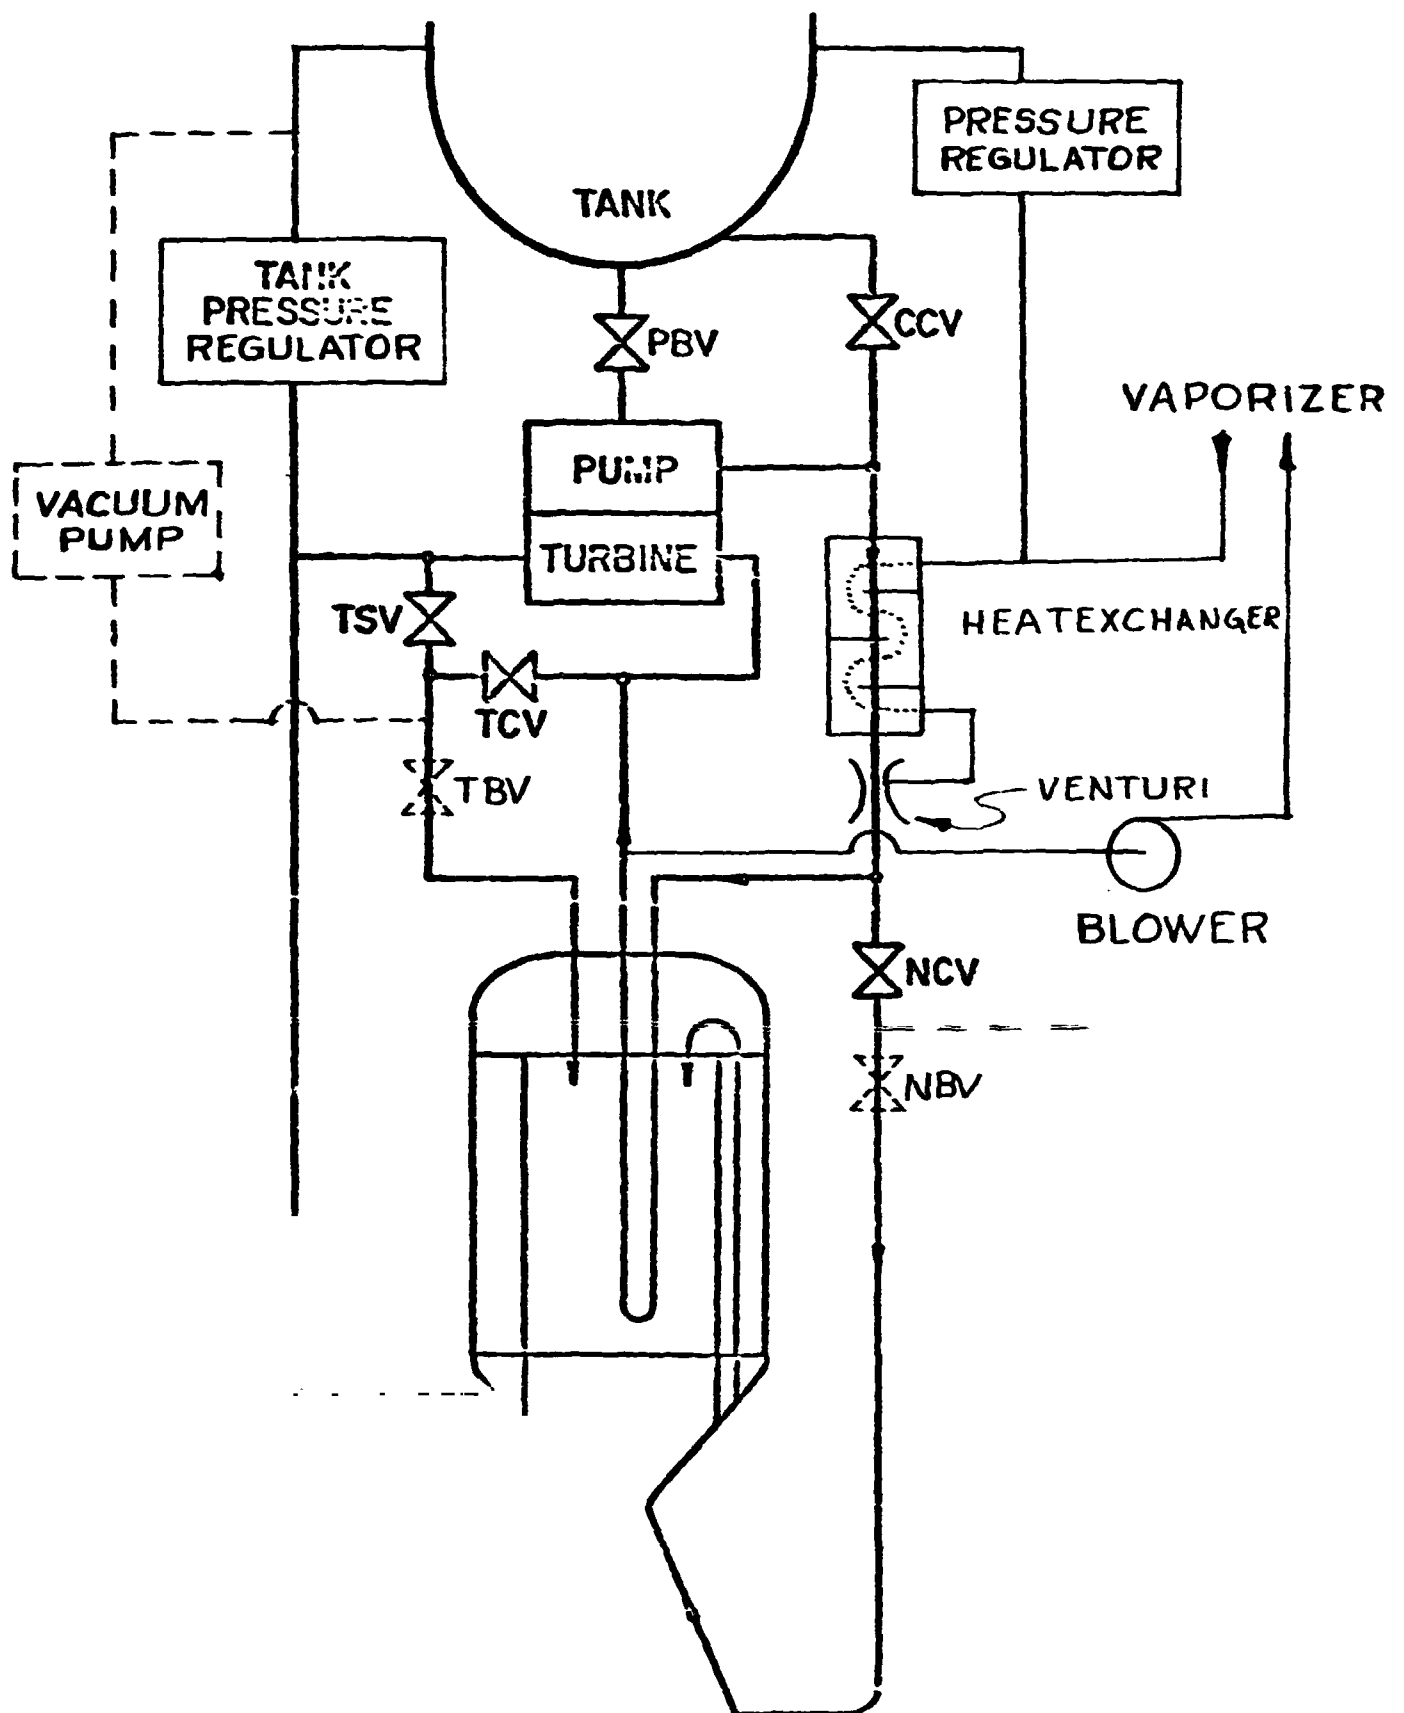 PRESSURE
REGULATOR
TANK
TANK
PRESSURE
REGULATOR
PBV
CCV
VAPORIZER
PUMP
VACUUM
PUMP
TURBINE
TSV
HEATEXCHANGER
TCV
TBV
VENTURI
BLOWER
NCV
NBV